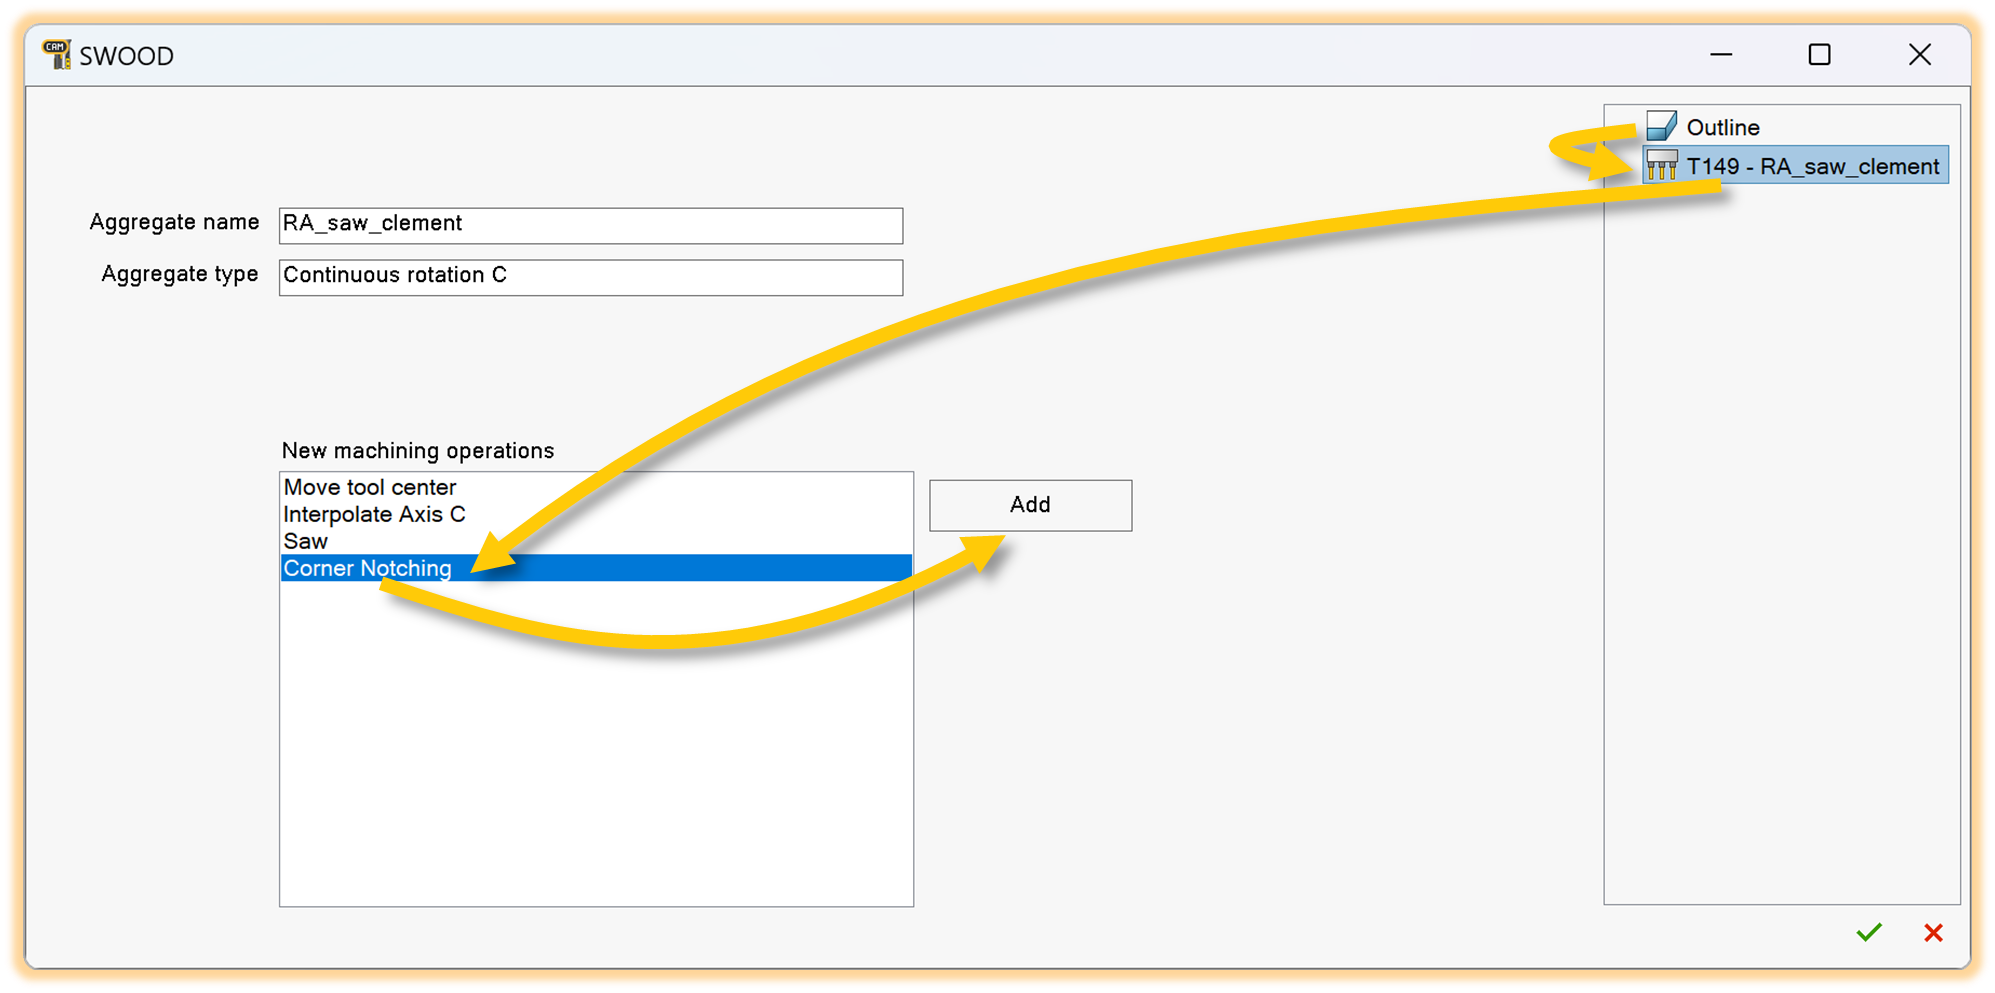 CAM
SWOOD
Outline
T149 - RA_saw_clement
Aggregate name
RA_saw_clement
Aggregate type
Continuous rotation C
New machining operations
Move tool center
Interpolate Axis C
Saw
Corner Notching
Add